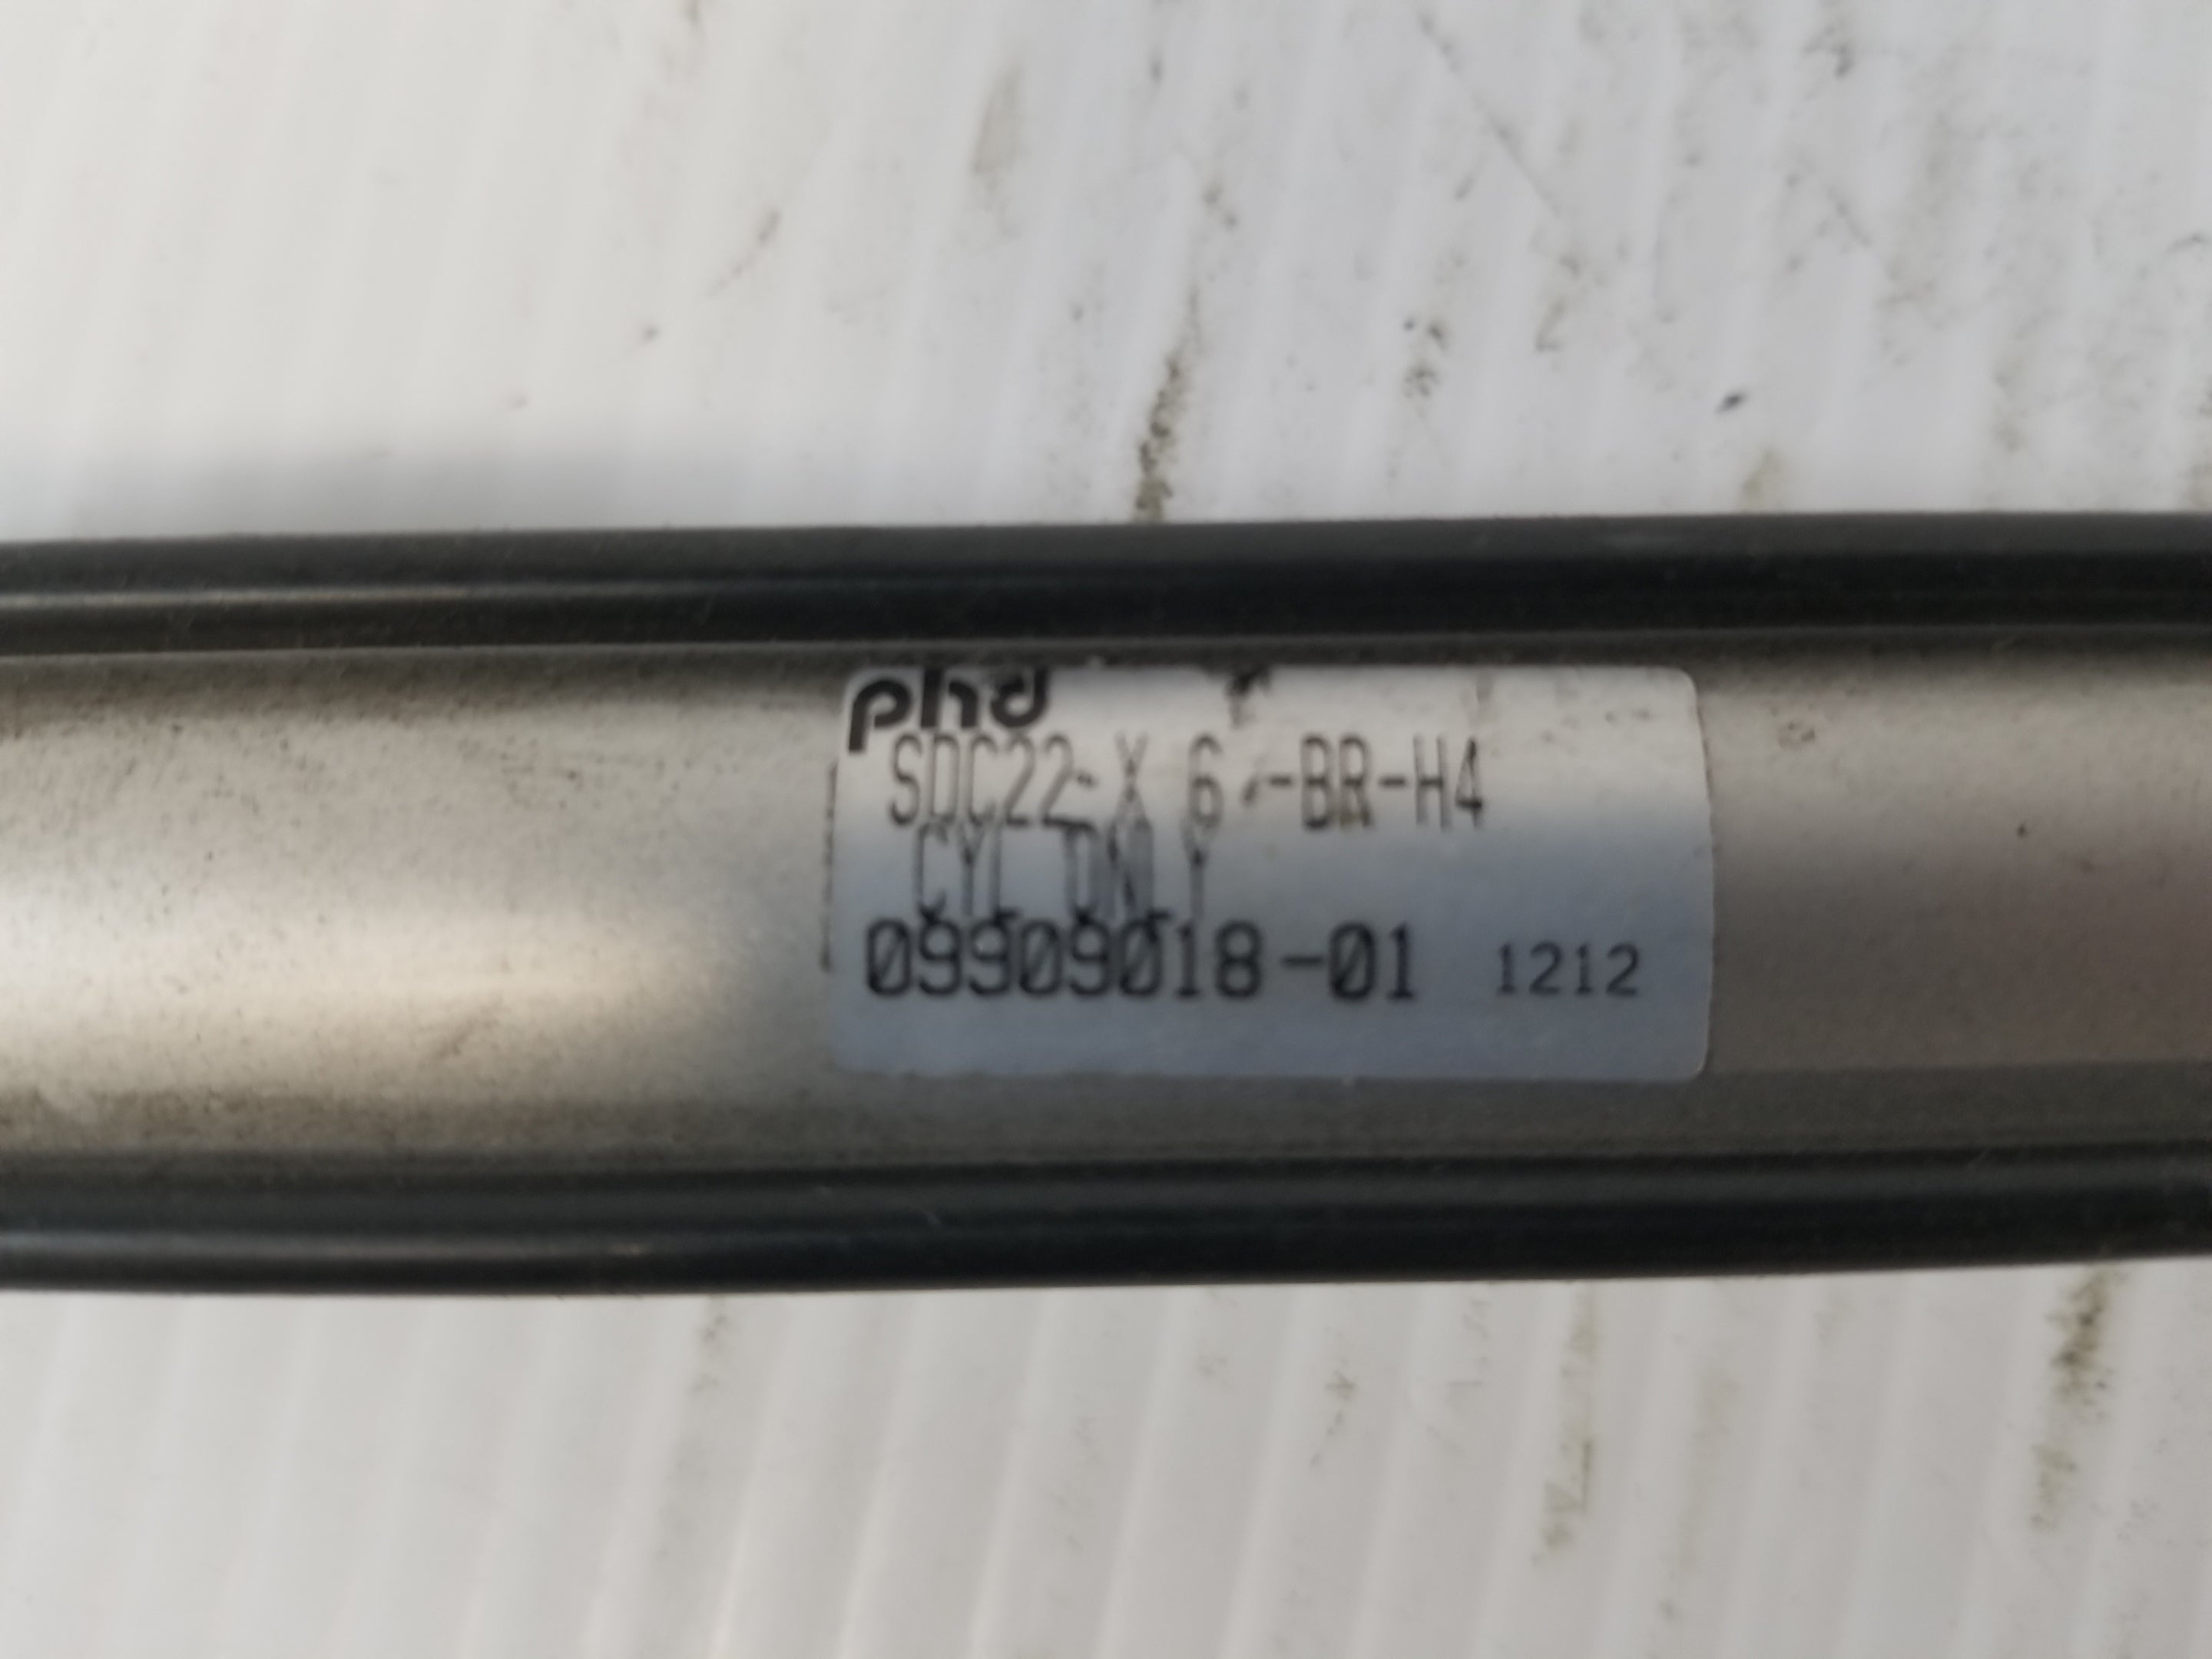 phd
SDC22- X 6 -BR-H4
CYL ONLY
09909018-01 1212